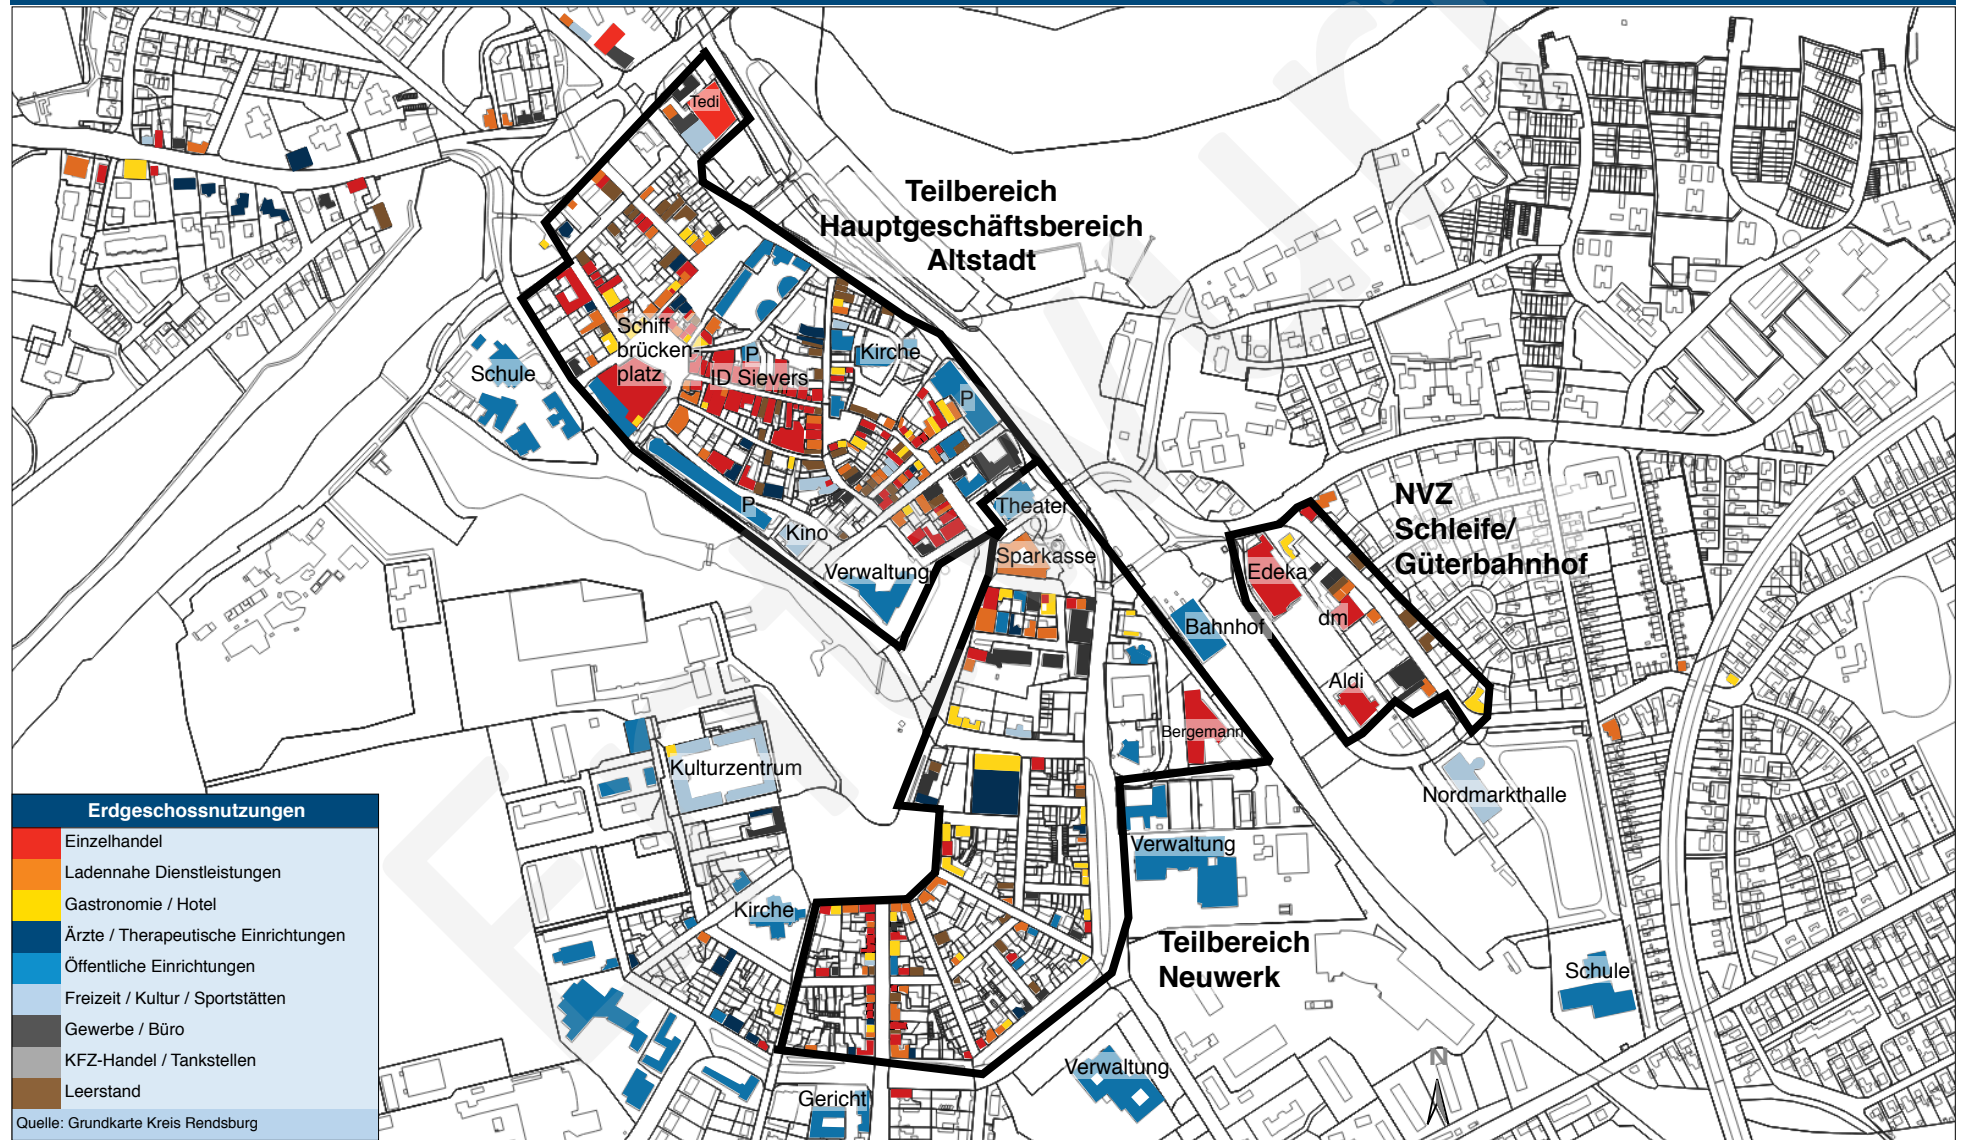 Tedi
Teilbereich
Hauptgeschäftsbereich
Altstadt
Schiff
brücken-
platz
P
ID Sievers
Kirche
Schule
P
P
Kino
Theater
Sparkasse
Verwaltung
NVZ
Schleife/
Güterbahnhof
Edeka
dm
Aldi
Bahnhof
Bergemann
Nordmarkthalle
Kulturzentrum
Verwaltung
Kirche
Teilbereich
Neuwerk
Schule
Verwaltung
Gericht
N
Entwurf
Erdgeschossnutzungen
Einzelhandel
Ladennahe Dienstleistungen
Gastronomie / Hotel
Ärzte / Therapeutische Einrichtungen
Öffentliche Einrichtungen
Freizeit / Kultur / Sportstätten
Gewerbe / Büro
KFZ-Handel / Tankstellen
Leerstand
Quelle: Grundkarte Kreis Rendsburg